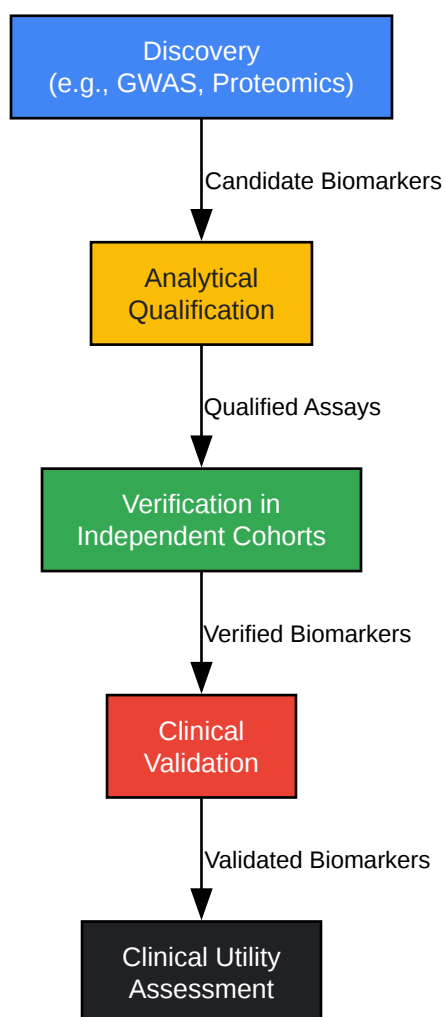 Discovery
(e.g., GWAS, Proteomics)
Candidate Biomarkers
Analytical
Qualification
Qualified Assays
Verification in
Independent Cohorts
Verified Biomarkers
Clinical
Validation
Validated Biomarkers
Clinical Utility
Assessment